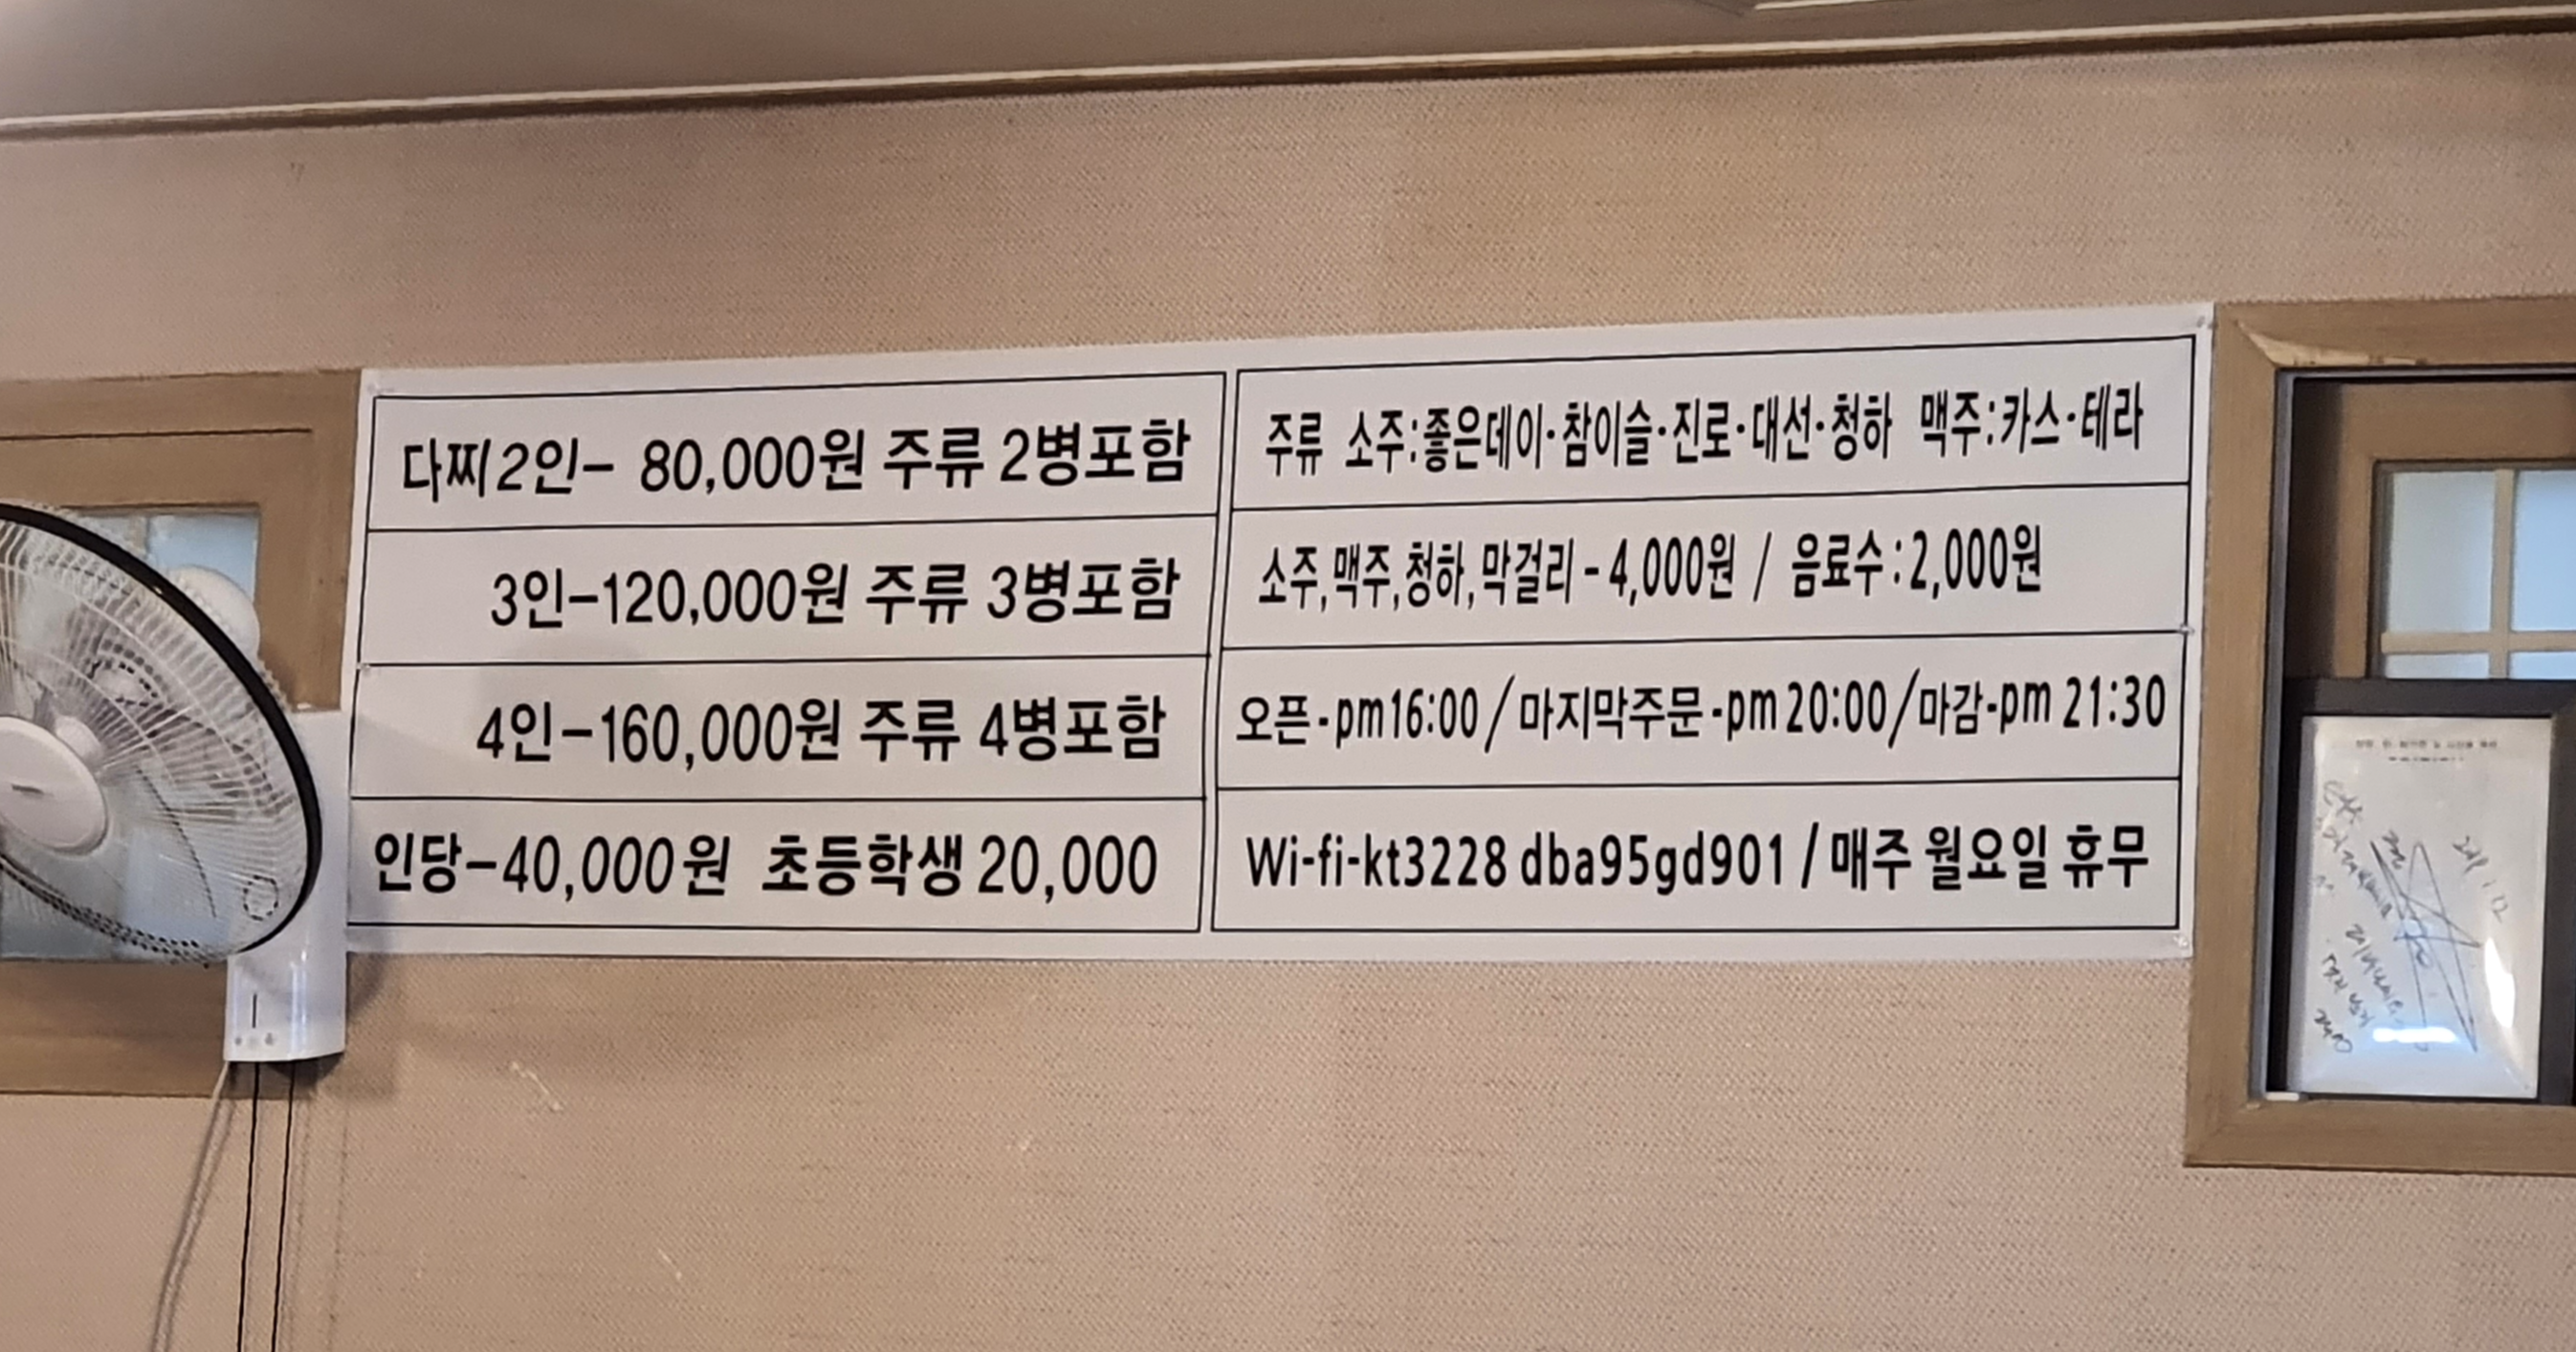 다찌2인- 80,000원 주류 2병포함
3인-120,000원 주류 3병포함
4인-160,000원 주류 4병포함
인당-40,000원 초등학생 20,000
주류 소주:좋은데이·참이슬·진로·대선·청하 맥주:카스·테라
소주,맥주,청하,막걸리-4,000원 / 음료수:2,000원
오픈-pm16:00/마지막주문-pm20:00/마감-pm 21:30
Wi-fi-kt3228 dba95gd901/매주 월요일 휴무